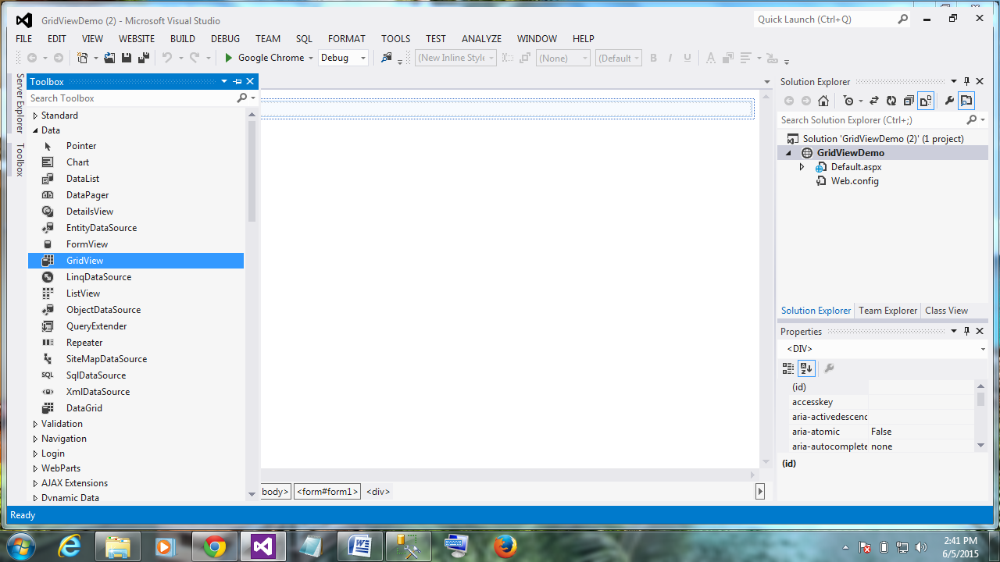 GridViewDemo (2) - Microsoft Visual Studio
Quick Launch (Ctrl+Q)
FILE EDIT VIEW WEBSITE BUILD DEBUG TEAM SQL FORMAT TOOLS TEST ANALYZE WINDOW HELP
Google Chrome Debug (New Inline Style (None) (Default B I U
Server Explorer
Toolbox
Toolbox
Search Toolbox
Standard
Data
Pointer
Chart
DataList
DataPager
DetailsView
EntityDataSource
FormView
GridView
LinqDataSource
ListView
ObjectDataSource
QueryExtender
Repeater
SiteMapDataSource
SQL SqlDataSource
XmlDataSource
DataGrid
Validation
Navigation
Login
WebParts
AJAX Extensions
Dynamic Data
body> <form#form1> <div>
Solution Explorer
Search Solution Explorer (Ctrl+;)
Solution 'GridViewDemo (2)' (1 project)
GridViewDemo
Default.aspx
Web.config
Solution Explorer Team Explorer Class View
Properties
<DIV>
(id)
accesskey
aria-activedescend
aria-atomic False
aria-autocomplete none
(id)
Ready
2:41 PM
6/5/2015